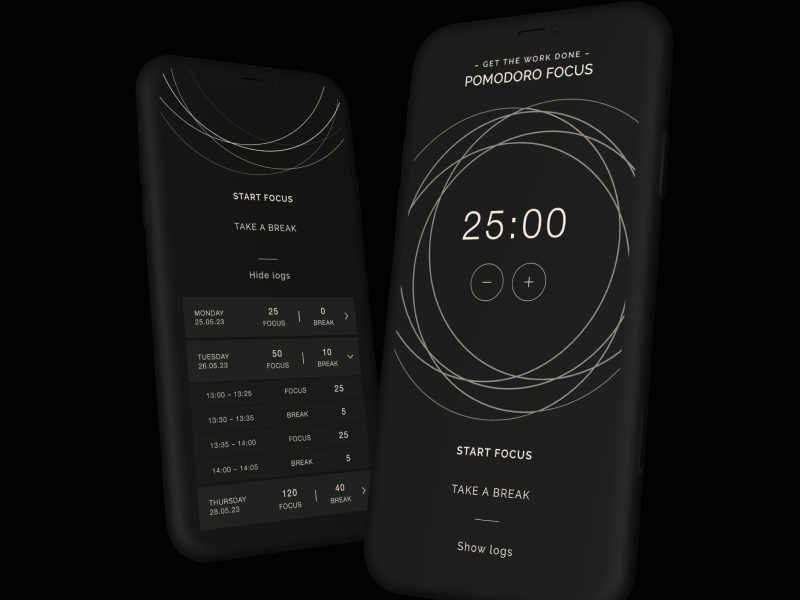 START FOCUS
TAKE A BREAK
Hide logs
MONDAY
25.05.23
25
FOCUS
|
0
BREAK
TUESDAY
26.05.23
50
FOCUS
|
10
BREAK
13:00 – 13:25 FOCUS 25
13:30 – 13:35 BREAK 5
13:35 – 14:00 FOCUS 25
14:00 – 14:05 BREAK 5
THURSDAY
28.05.23
120
FOCUS
|
40
BREAK
– GET THE WORK DONE –
POMODORO FOCUS
25:00
− +
START FOCUS
TAKE A BREAK
Show logs